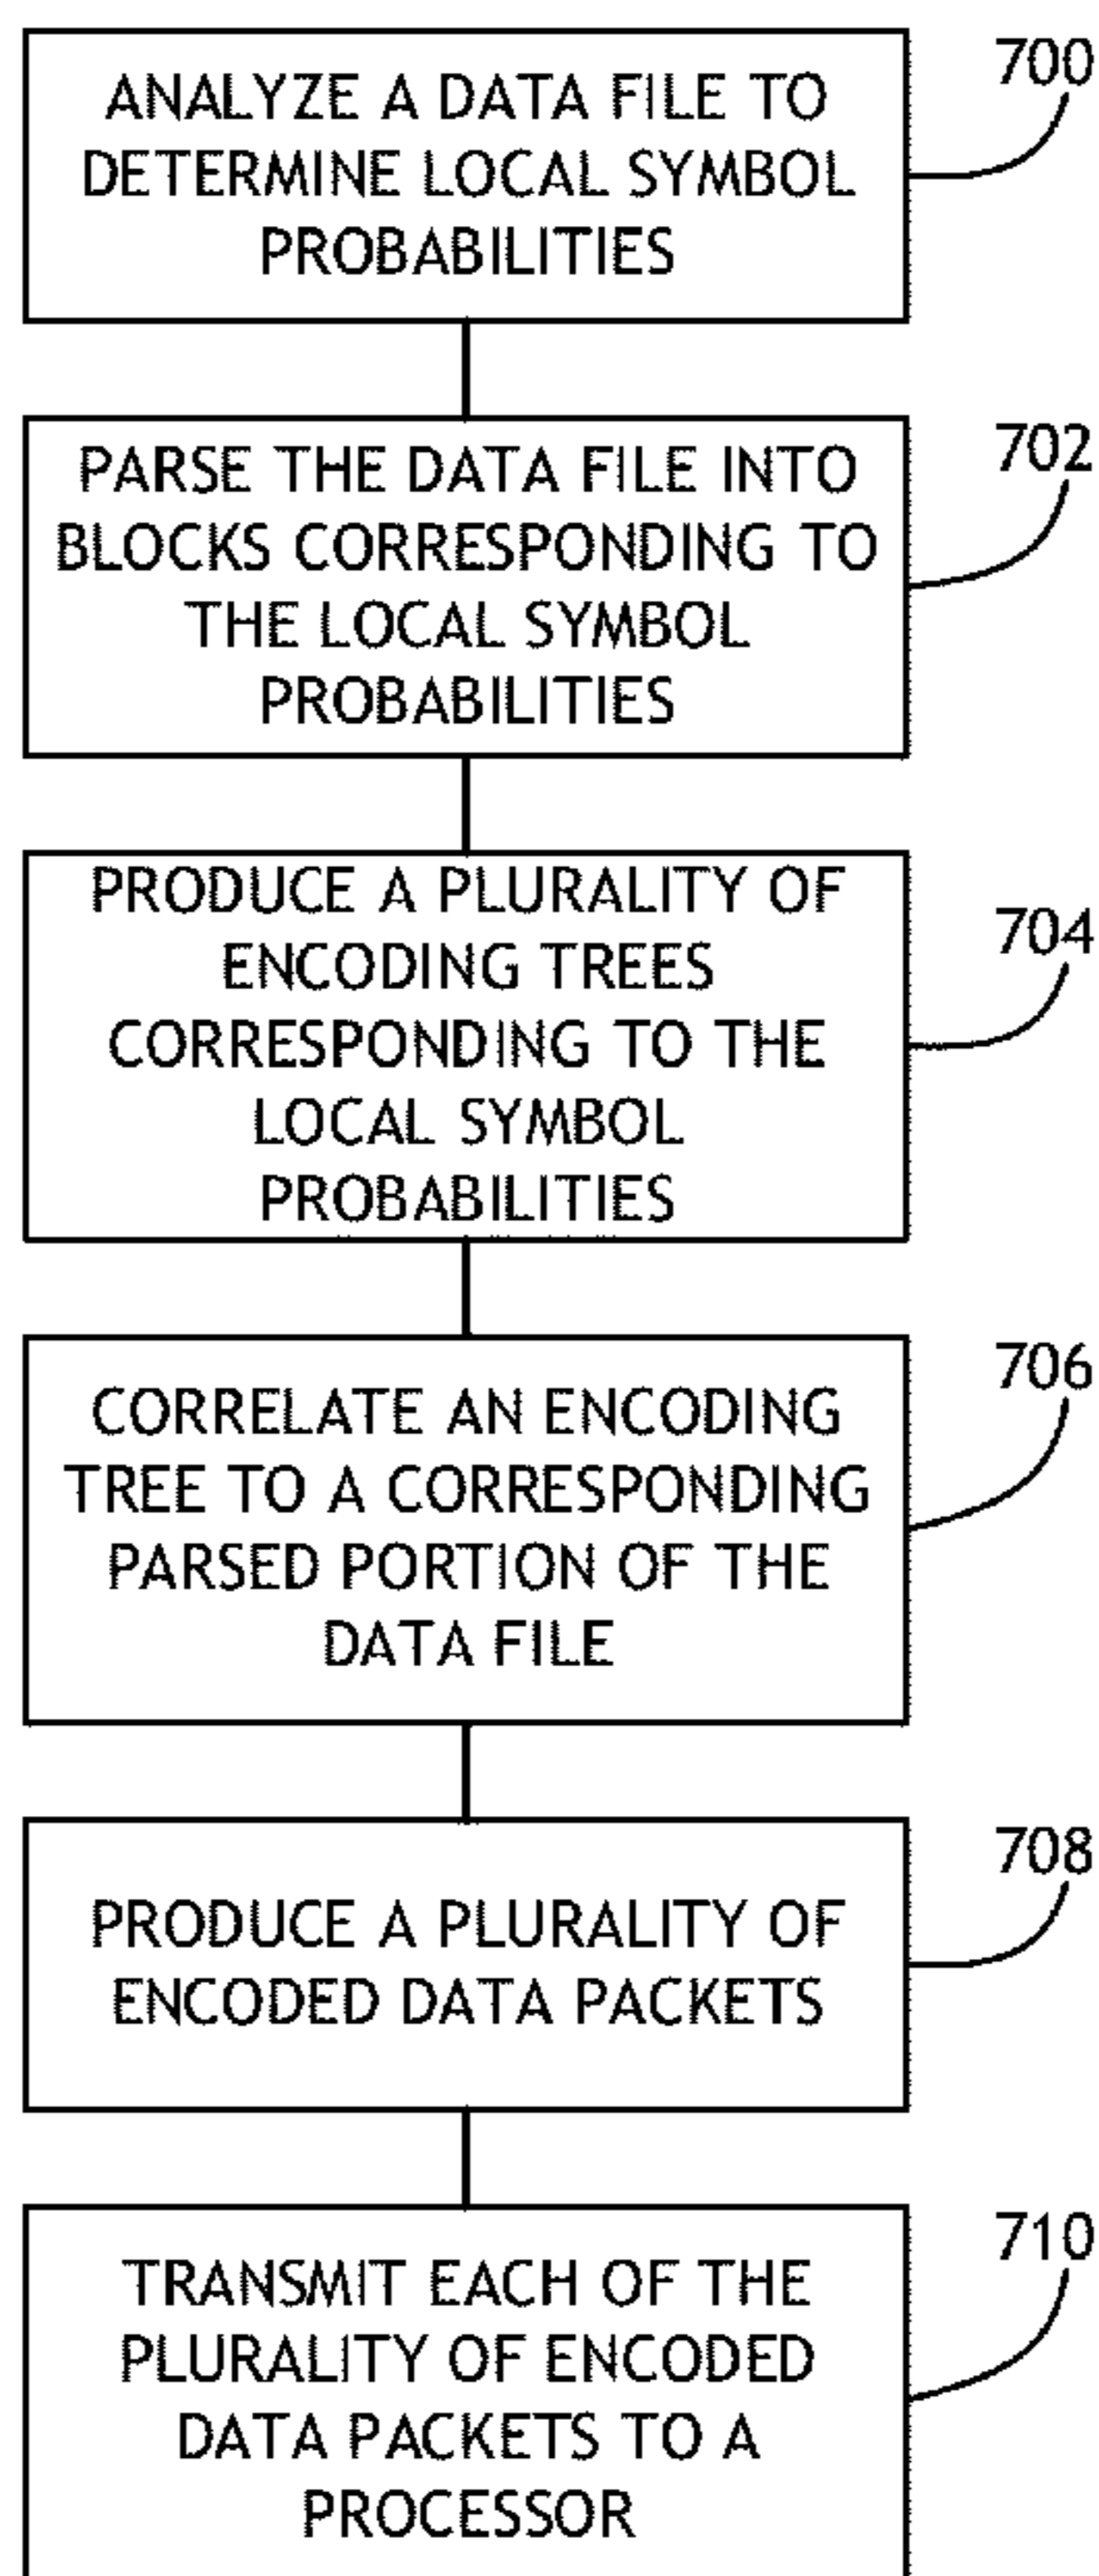 ANALYZE A DATA FILE TO
DETERMINE LOCAL SYMBOL
PROBABILITIES
700
PARSE THE DATA FILE INTO
BLOCKS CORRESPONDING TO
THE LOCAL SYMBOL
PROBABILITIES
702
PRODUCE A PLURALITY OF
ENCODING TREES
CORRESPONDING TO THE
LOCAL SYMBOL
PROBABILITIES
704
CORRELATE AN ENCODING
TREE TO A CORRESPONDING
PARSED PORTION OF THE
DATA FILE
706
PRODUCE A PLURALITY OF
ENCODED DATA PACKETS
708
TRANSMIT EACH OF THE
PLURALITY OF ENCODED
DATA PACKETS TO A
PROCESSOR
710